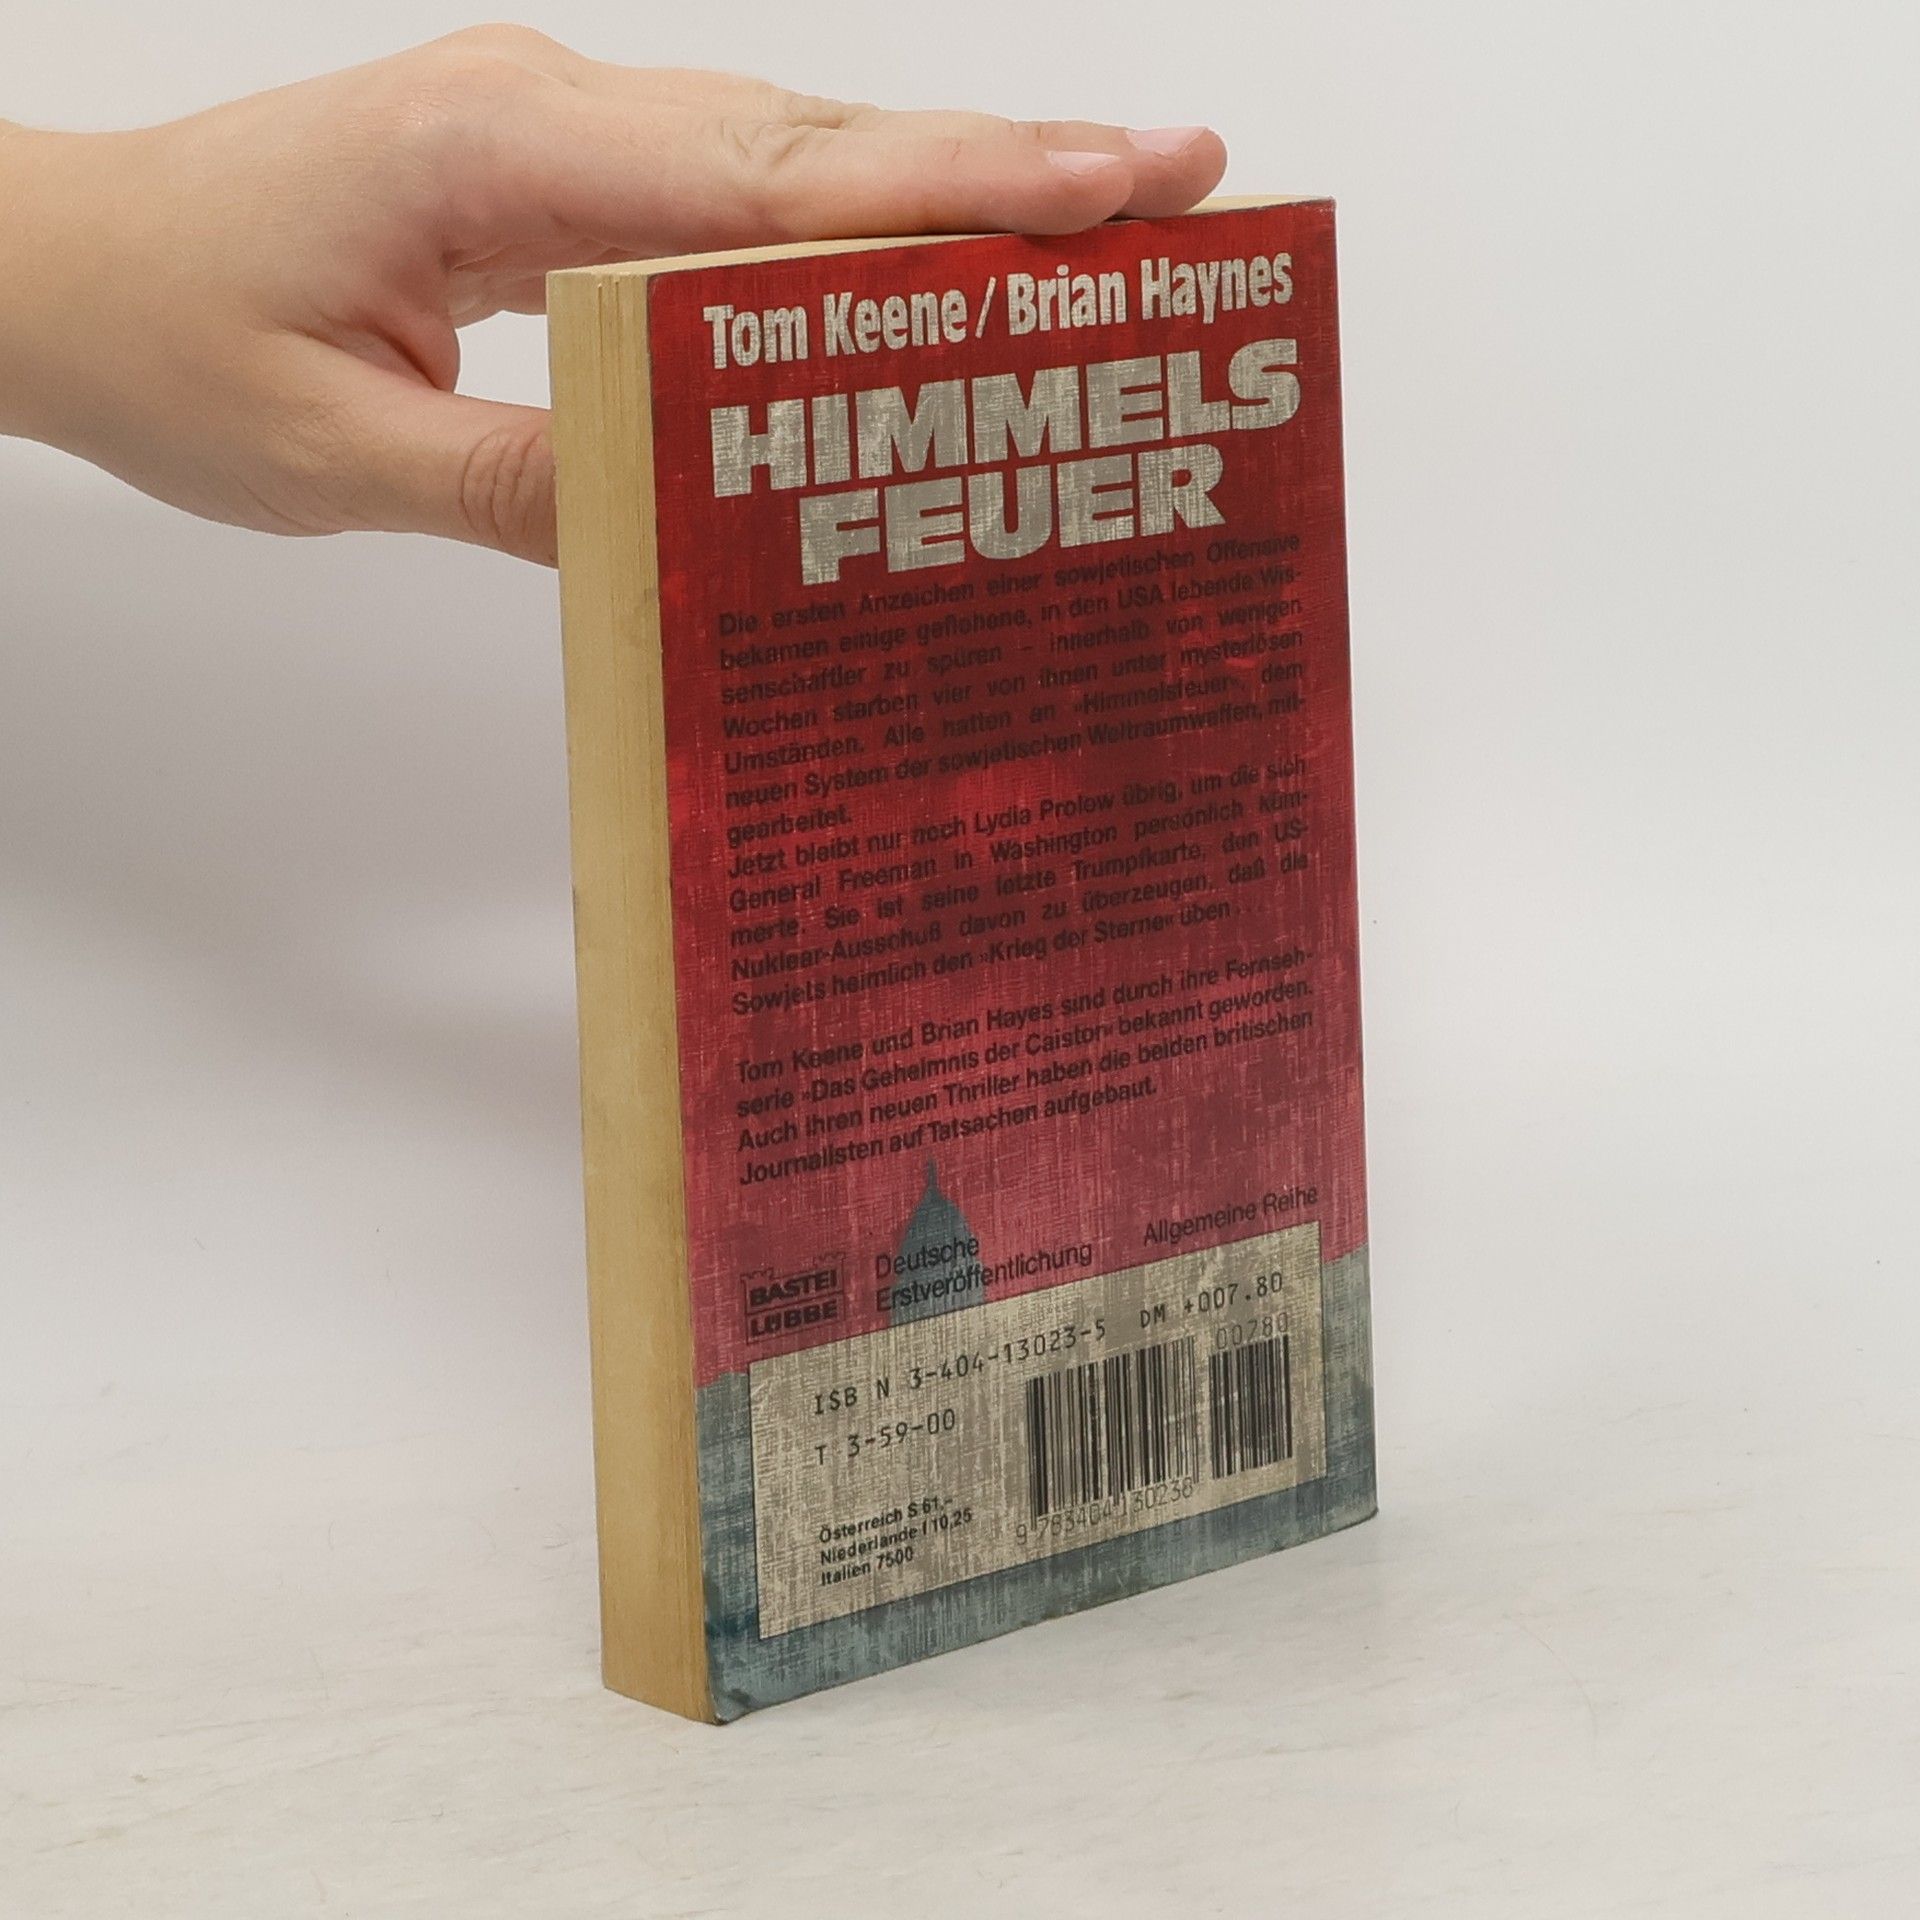 Tom Keene / Brian Haynes
HIMMELS
FEUER
Die ersten Anzeichen einer sowjetischen Offensive
bekamen einige geflohene, in den USA lebende Wis-
senschaftler zu spüren – innerhalb von wenigen
Wochen starben vier von ihnen unter mysteriösen
Umständen. Alle hatten an »Himmelsfeuer«, dem
neuen System der sowjetischen Weltraumwaffen, mit-
gearbeitet.
Jetzt bleibt nur noch Lydia Prolow übrig, um die sich
General Freeman in Washington persönlich küm-
merte. Sie ist seine letzte Trumpfkarte, den US-
Nuklear-Ausschuß davon zu überzeugen, daß die
Sowjets heimlich den »Krieg der Sterne« üben ...
Tom Keene und Brian Hayes sind durch ihre Fernseh-
serie »Das Geheimnis der Caistor« bekannt geworden.
Auch ihren neuen Thriller haben die beiden britischen
Journalisten auf Tatsachen aufgebaut.
BASTEI
LÜBBE
Deutsche
Erstveröffentlichung
Allgemeine Reihe
ISB N 3-404-13023-5 DM +007.80
T 3-59-00
00780
9 783404 130238
Österreich S 61,-
Niederlande f 10,25
Italien 7500